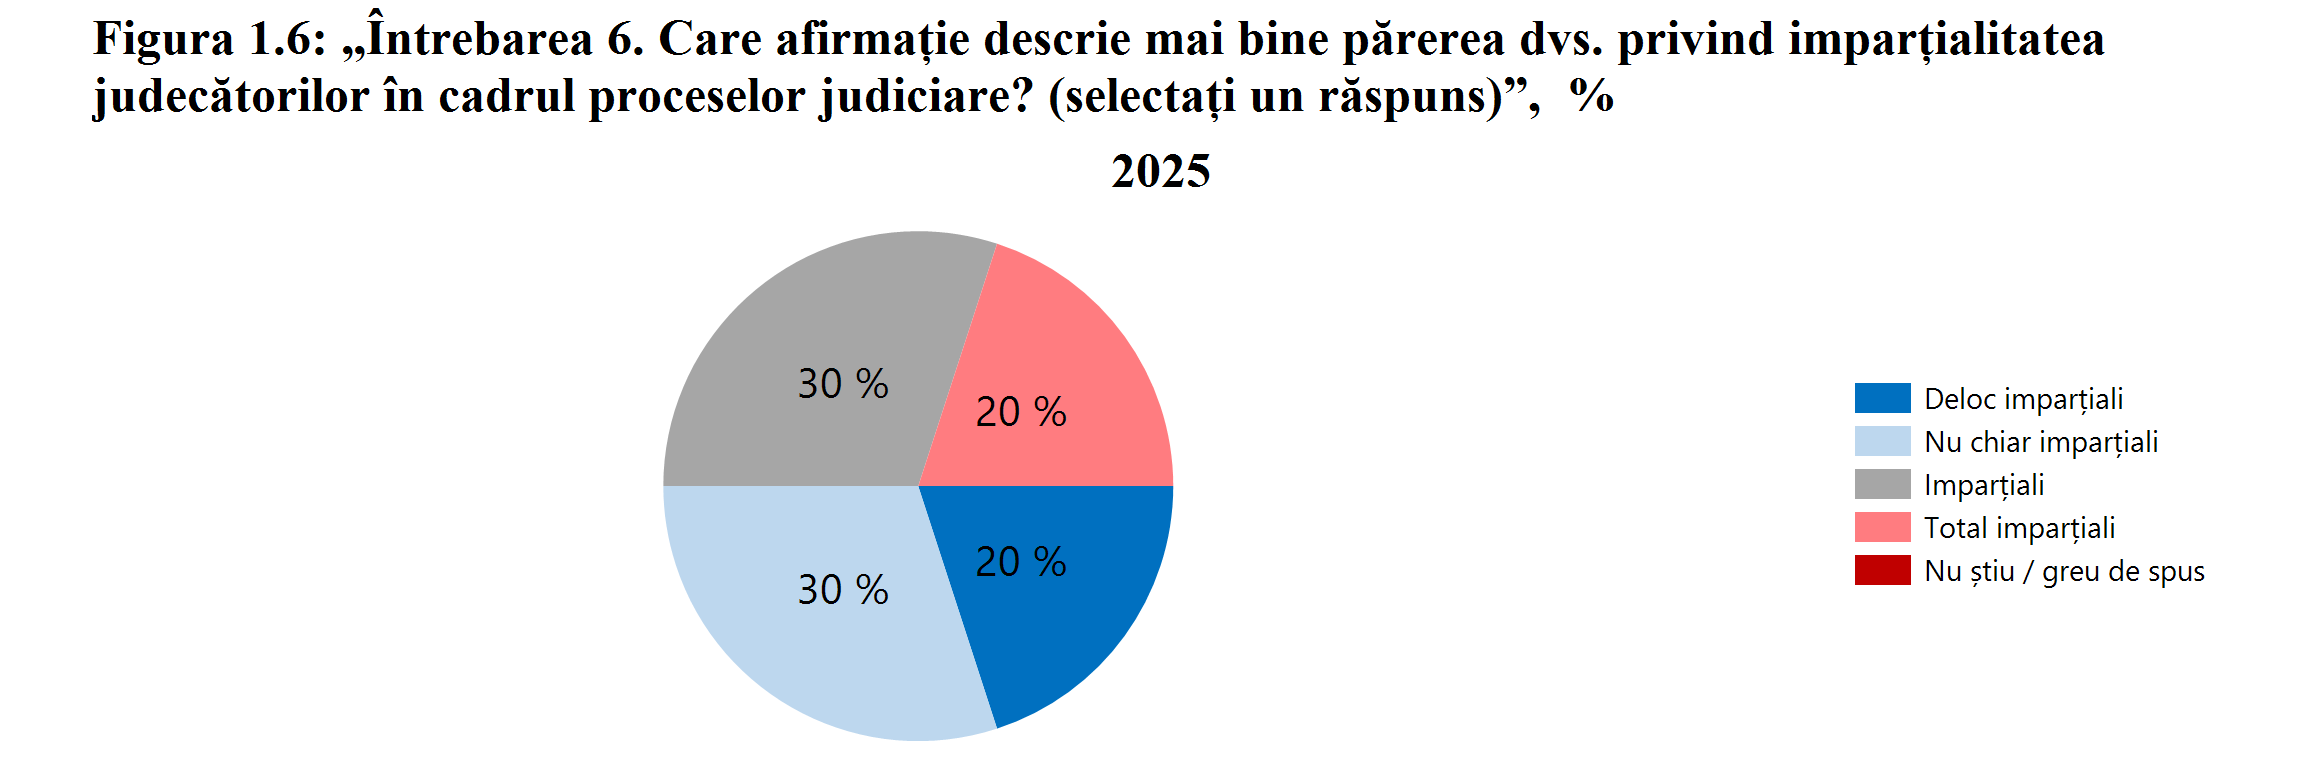 Figura 1.6: „Întrebarea 6. Care afirmație descrie mai bine părerea dvs. privind imparțialitatea
judecătorilor în cadrul proceselor judiciare? (selectați un răspuns)”,  %
2025
30 %
20 %
30 %
20 %
Deloc imparțiali
Nu chiar imparțiali
Imparțiali
Total imparțiali
Nu știu / greu de spus